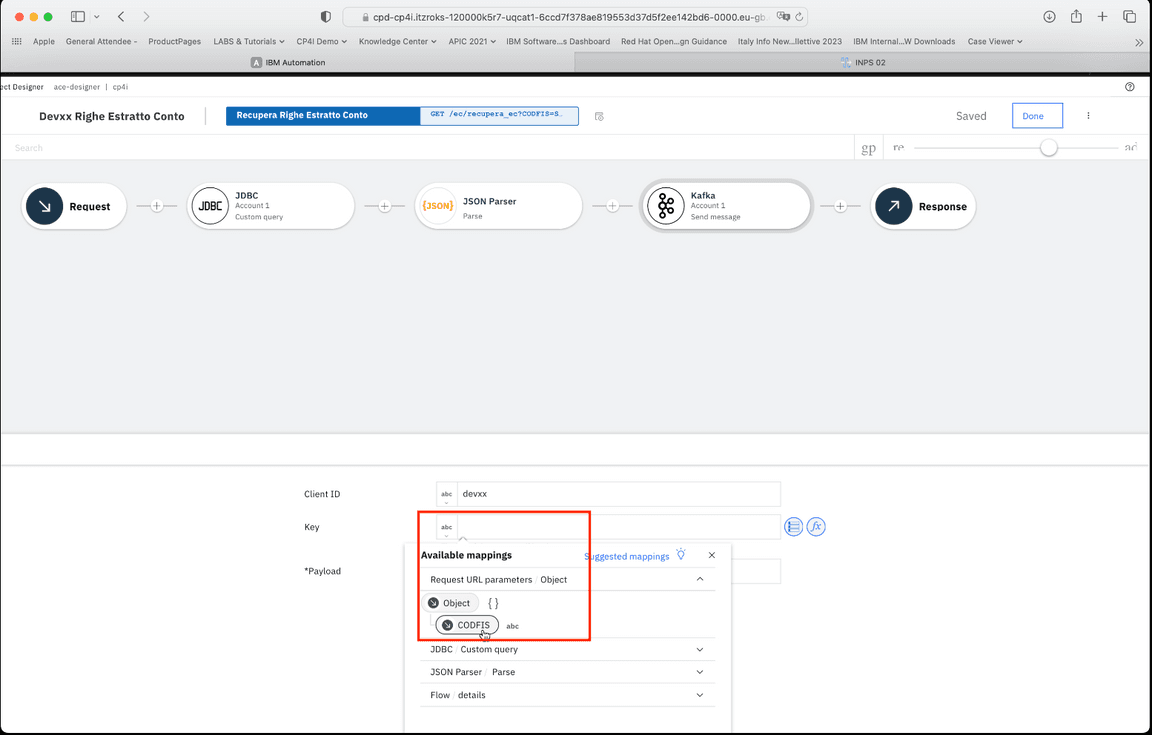 cpd-cp4i.itzroks-120000k5r7-uqcat1-6ccd7f378ae819553d37d5f2ee142bd6-0000.eu-gb.
Apple General Attendee - ProductPages LABS & Tutorials CP4I Demo Knowledge Center APIC 2021 IBM Software...s Dashboard Red Hat Open...gn Guidance Italy Info New...llettive 2023 IBM Internal...W Downloads Case Viewer
A IBM Automation INPS 02
ect Designer ace-designer | cp4i
Devxx Righe Estratto Conto Recupera Righe Estratto Conto GET /ec/recupera_ec?CODFIS=S… Saved Done
Search gp re ad
Request
JDBC JDBC
Account 1
Custom query
{JSON} JSON Parser
Parse
Kafka
Account 1
Send message
Response
Client ID abc devxx
Key abc fx
Available mappings Suggested mappings
*Payload
Request URL parameters / Object
Object { }
CODFIS abc
JDBC / Custom query
JSON Parser / Parse
Flow / details